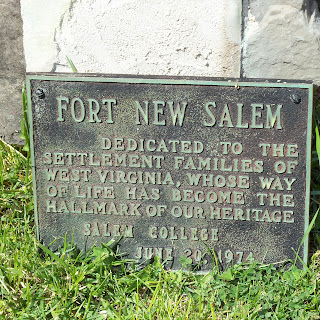 FORT NEW SALEM
DEDICATED TO THE
SETTLEMENT FAMILIES OF
WEST VIRGINIA, WHOSE WAY
OF LIFE HAS BECOME THE
HALLMARK OF OUR HERITAGE
SALEM COLLEGE
JUNE 20, 1974